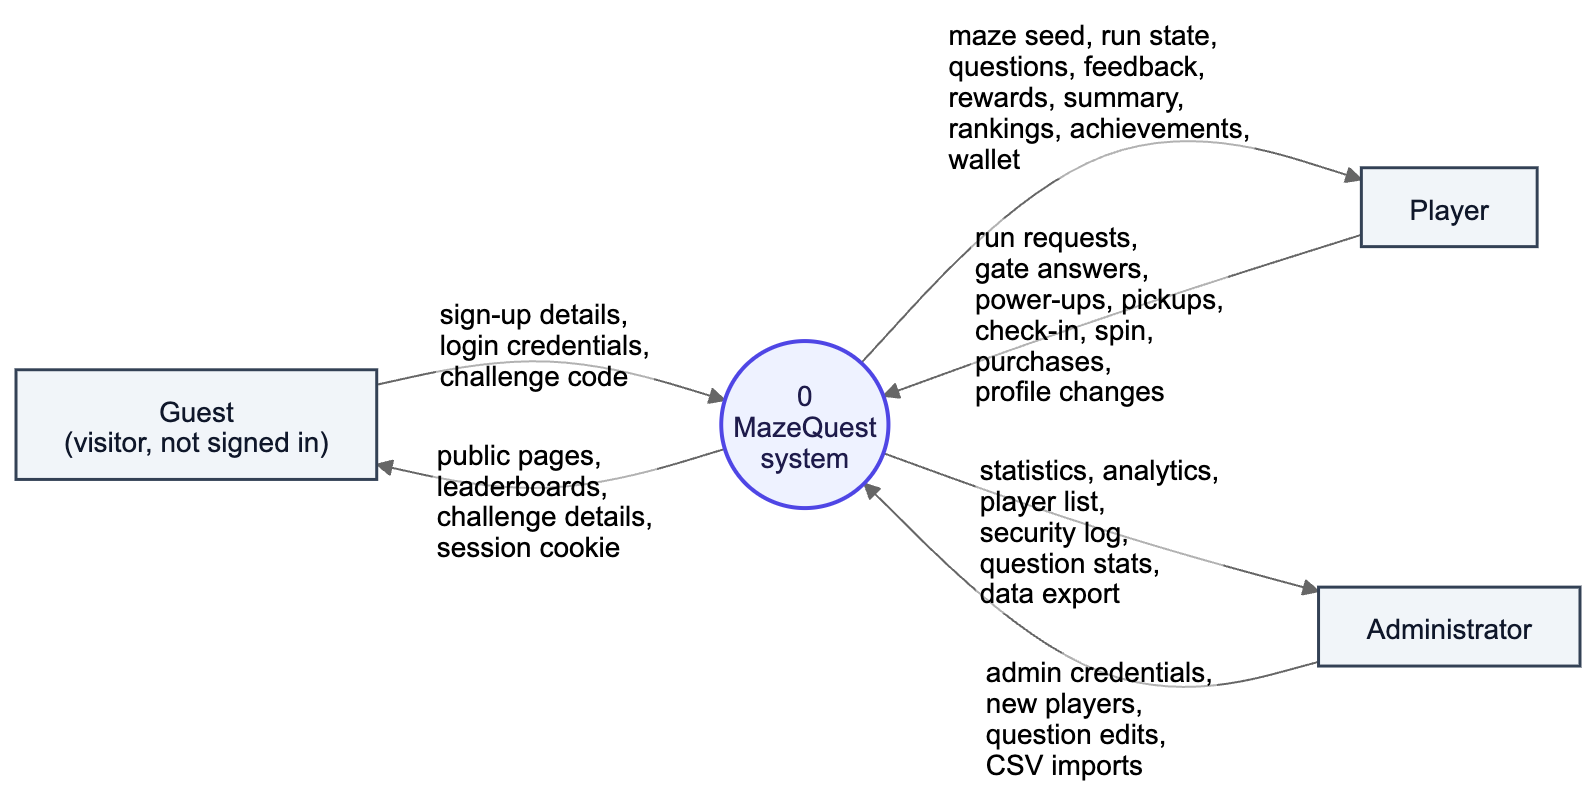 maze seed, run state,
questions, feedback,
rewards, summary,
rankings, achievements,
wallet
Player
run requests,
gate answers,
power-ups, pickups,
check-in, spin,
purchases,
profile changes
sign-up details,
login credentials,
challenge code
Guest
(visitor, not signed in)
0
MazeQuest
system
public pages,
leaderboards,
challenge details,
session cookie
statistics, analytics,
player list,
security log,
question stats,
data export
Administrator
admin credentials,
new players,
question edits,
CSV imports